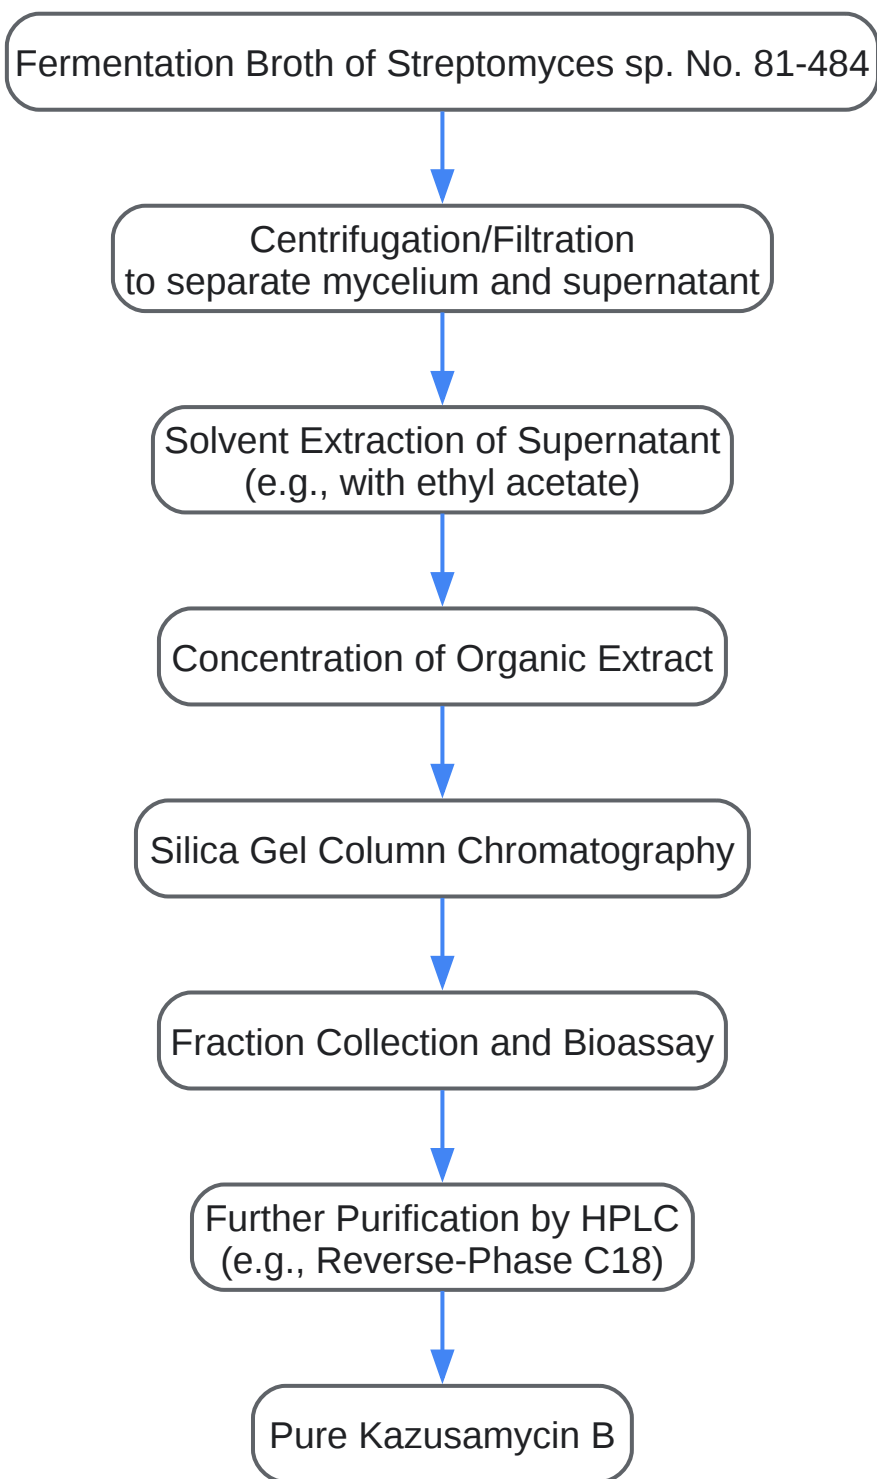 Fermentation Broth of Streptomyces sp. No. 81-484
Centrifugation/Filtration
to separate mycelium and supernatant
Solvent Extraction of Supernatant
(e.g., with ethyl acetate)
Concentration of Organic Extract
Silica Gel Column Chromatography
Fraction Collection and Bioassay
Further Purification by HPLC
(e.g., Reverse-Phase C18)
Pure Kazusamycin B